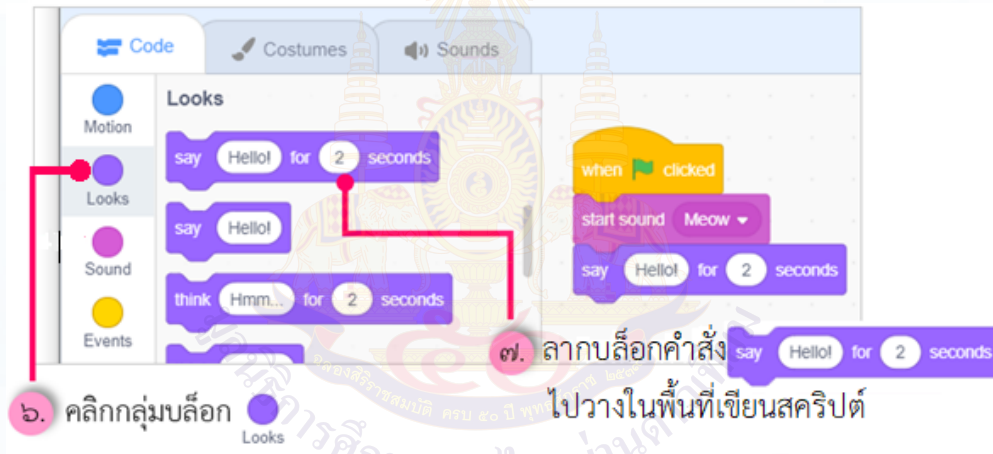 Code Costumes Sounds
Motion
Looks
Sound
Events
Looks
say Hello! for 2 seconds
say Hello!
think Hmm... for 2 seconds
when clicked
start sound Meow
say Hello! for 2 seconds
๖. คลิกกลุ่มบล็อก
Looks
๗. ลากบล็อกคำสั่ง say Hello! for 2 seconds
ไปวางในพื้นที่เขียนสคริปต์